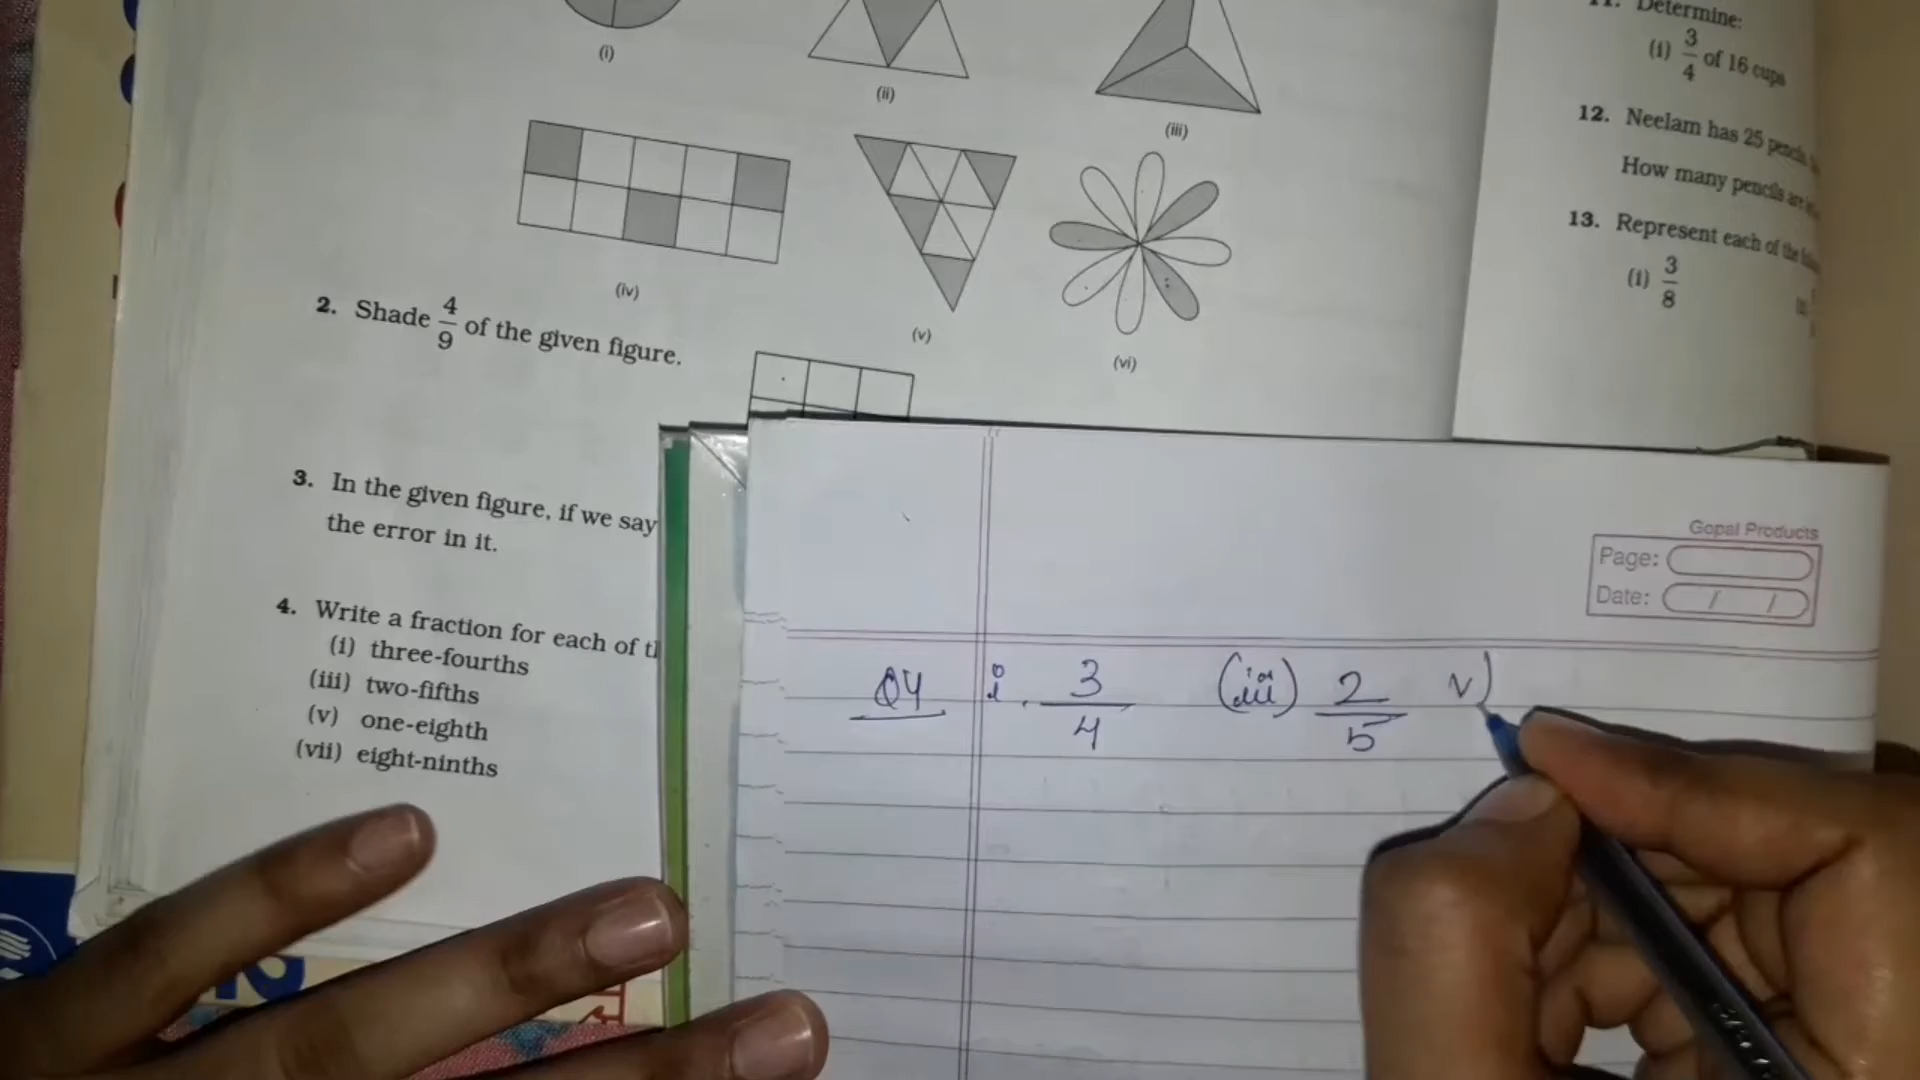 (i)
(ii)
(iii)
(iv)
(v)
(vi)
2. Shade 4/9 of the given figure.
3. In the given figure, if we say
the error in it.
4. Write a fraction for each of
(i) three-fourths
(iii) two-fifths
(v) one-eighth
(vii) eight-ninths
11. Determine:
(i) 3/4 of 16 cups
12. Neelam has 25 pencils
How many pencils are
13. Represent each of the
(i) 3/8
Gopal Products
Page:
Date: / /
Q4 i. 3/4 (iii) 2/5 v)